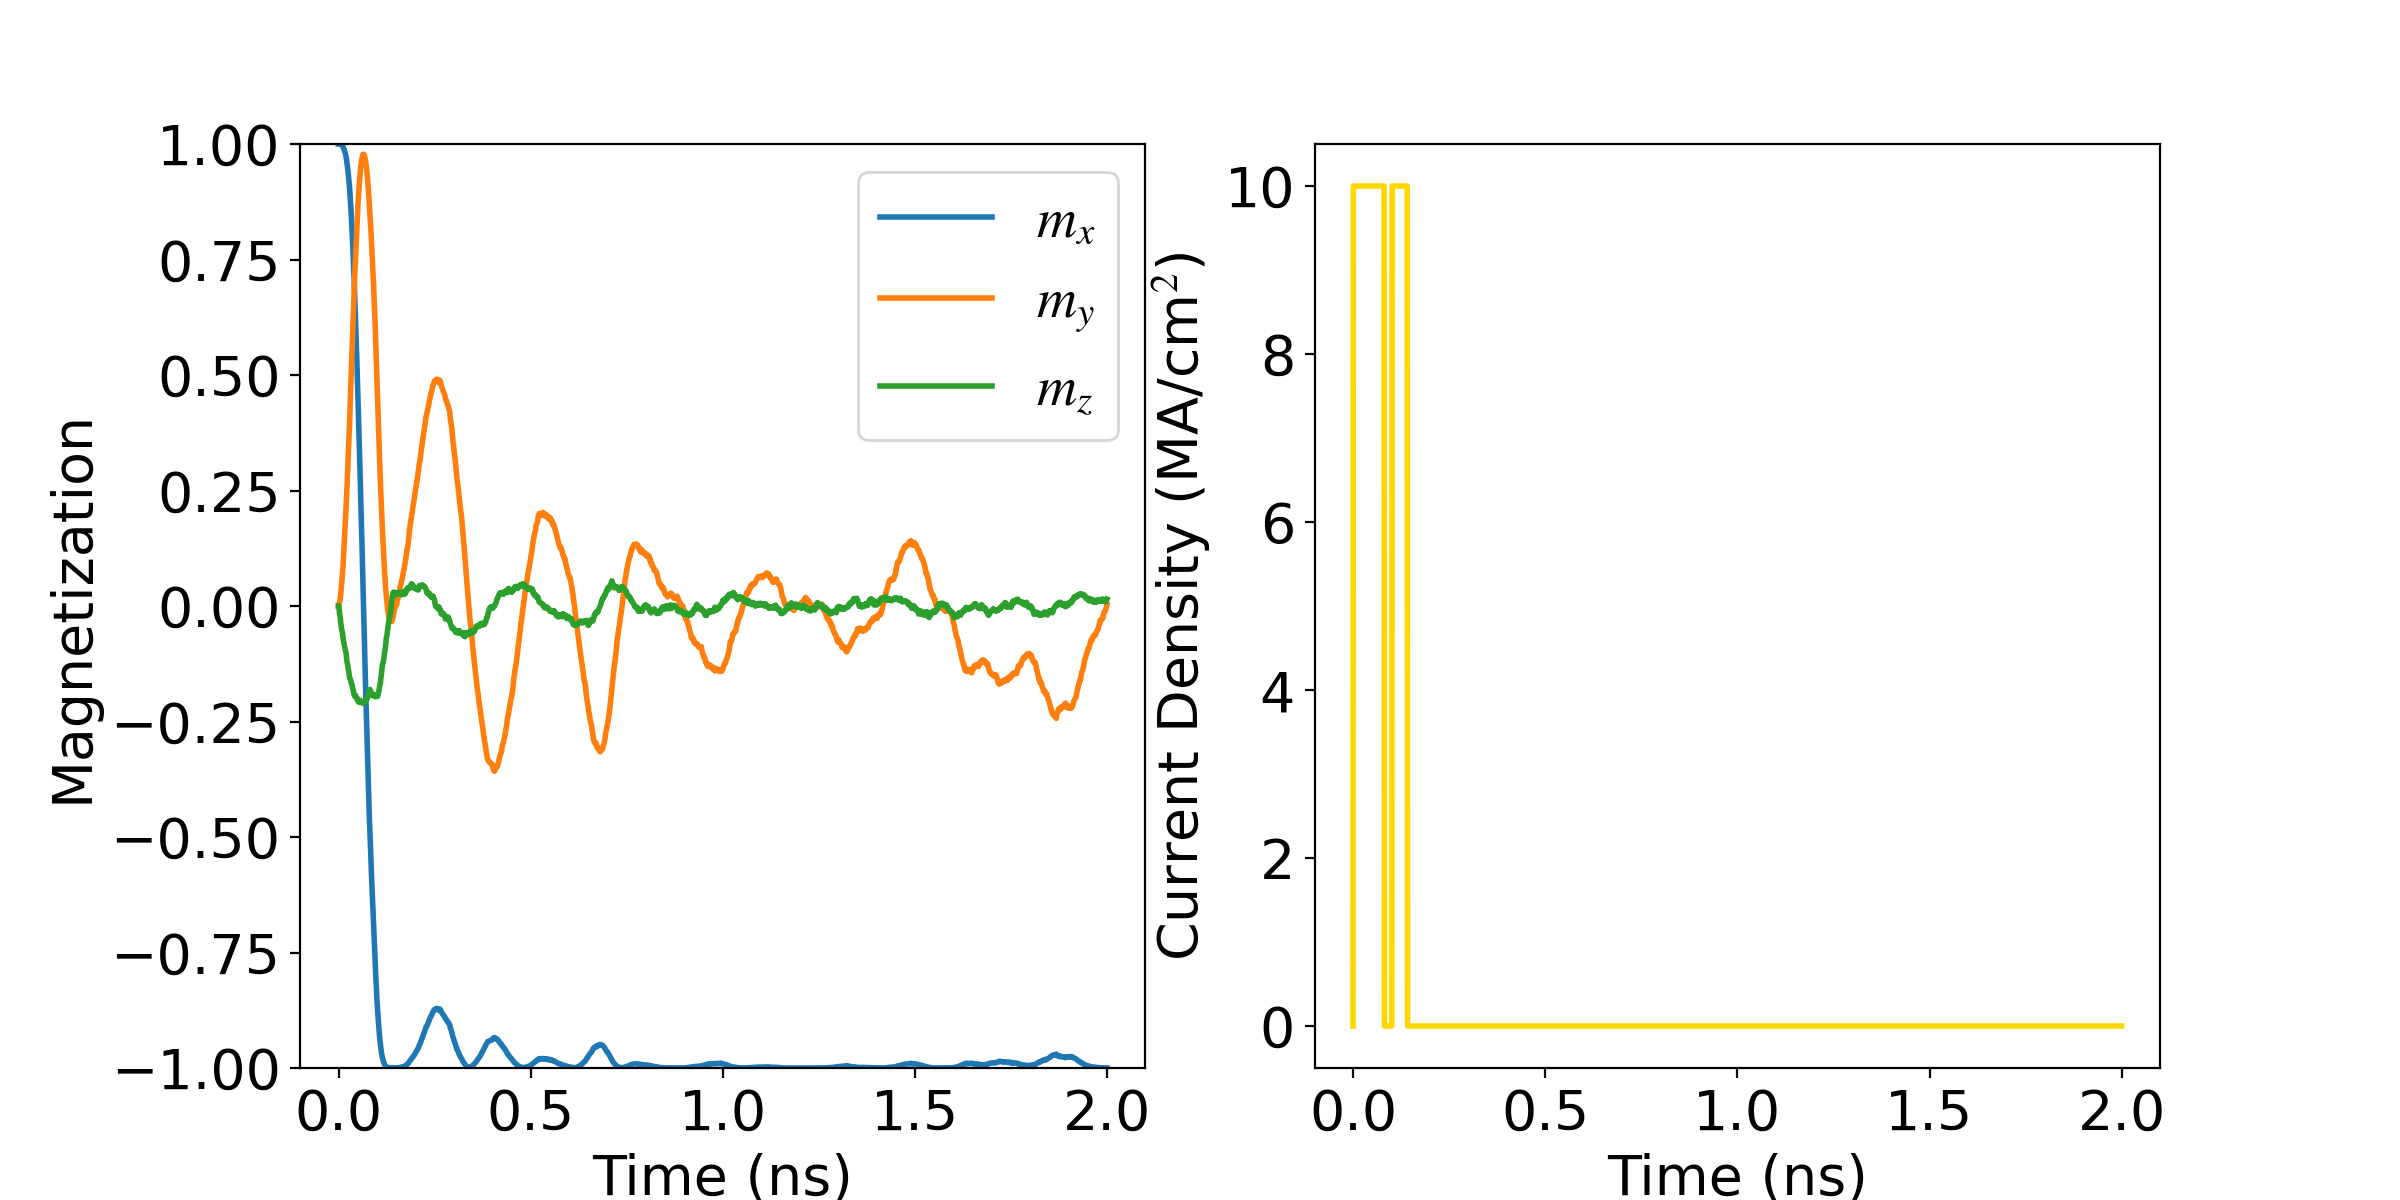 Magnetization
1.00
0.75
0.50
0.25
0.00
−0.25
−0.50
−0.75
−1.00
0.0 0.5 1.0 1.5 2.0
Time (ns)
m_x
m_y
m_z
Current Density (MA/cm²)
10
8
6
4
2
0
0.0 0.5 1.0 1.5 2.0
Time (ns)